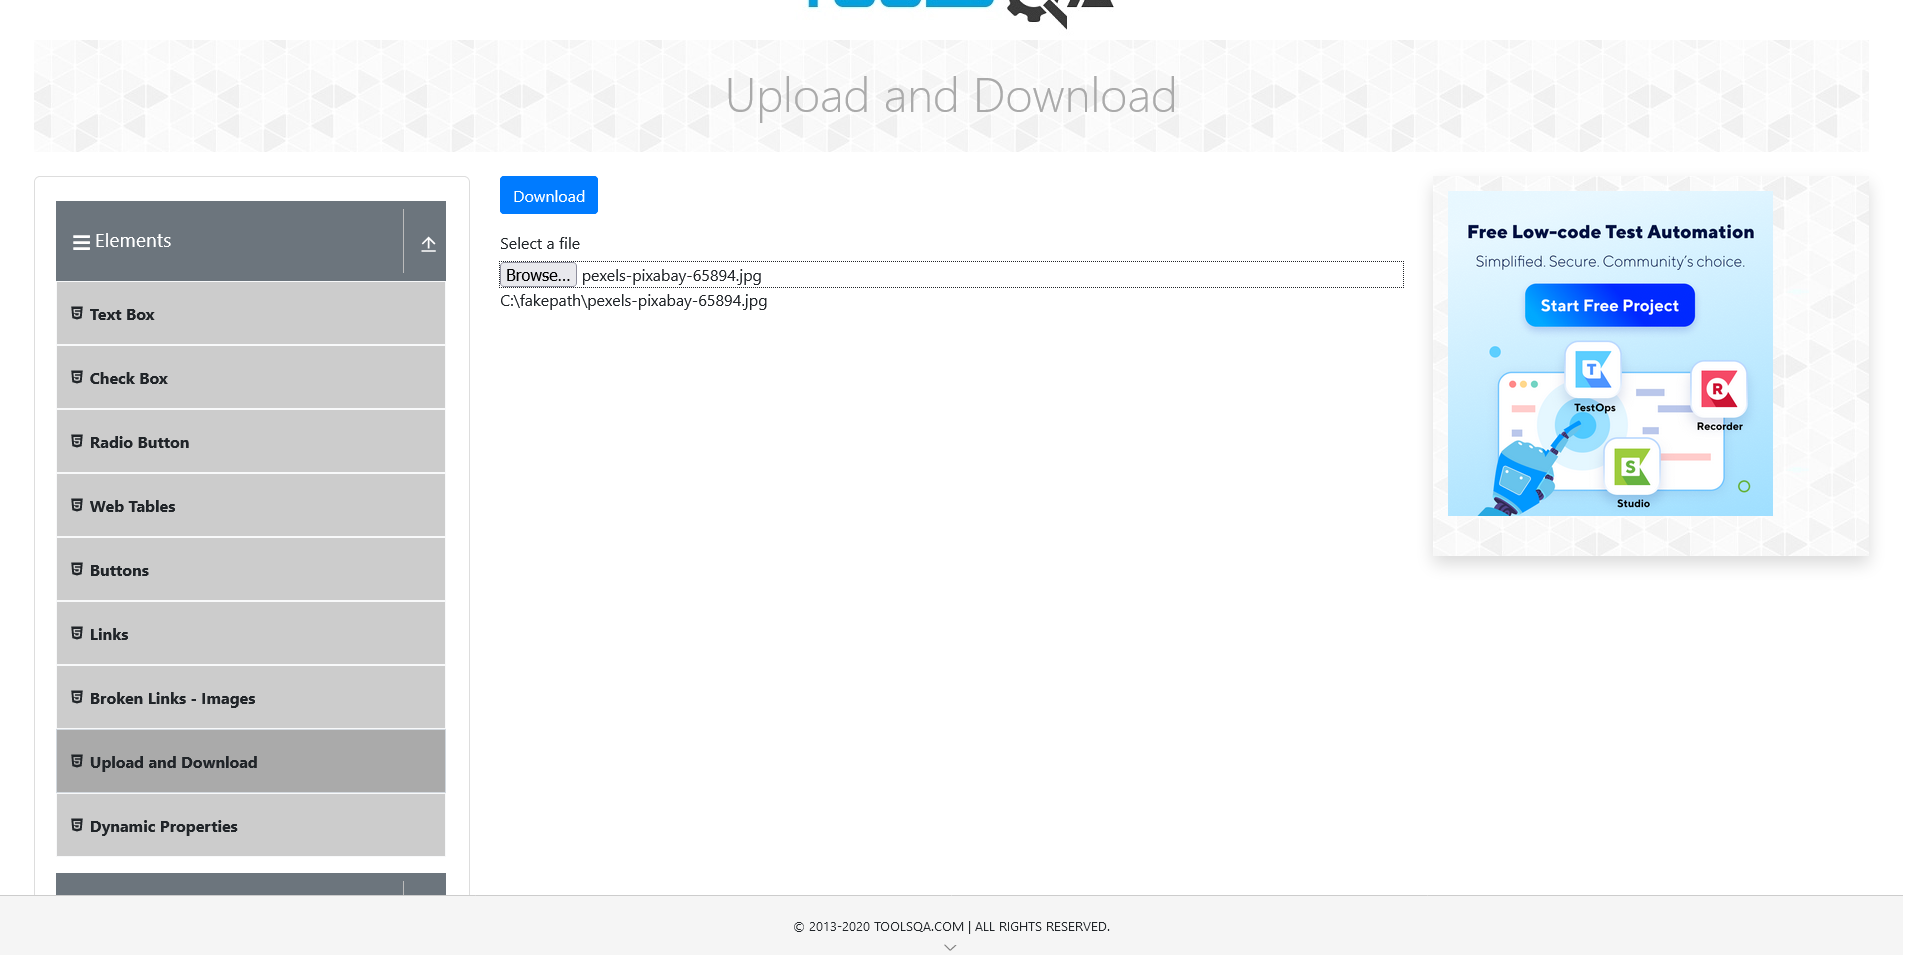 TOOLSQA
Upload and Download
Elements
Text Box
Check Box
Radio Button
Web Tables
Buttons
Links
Broken Links - Images
Upload and Download
Dynamic Properties
Download
Select a file
Browse... pexels-pixabay-65894.jpg
C:\fakepath\pexels-pixabay-65894.jpg
Free Low-code Test Automation
Simplified. Secure. Community's choice.
Start Free Project
T
TestOps
R
Recorder
S
Studio
© 2013-2020 TOOLSQA.COM | ALL RIGHTS RESERVED.